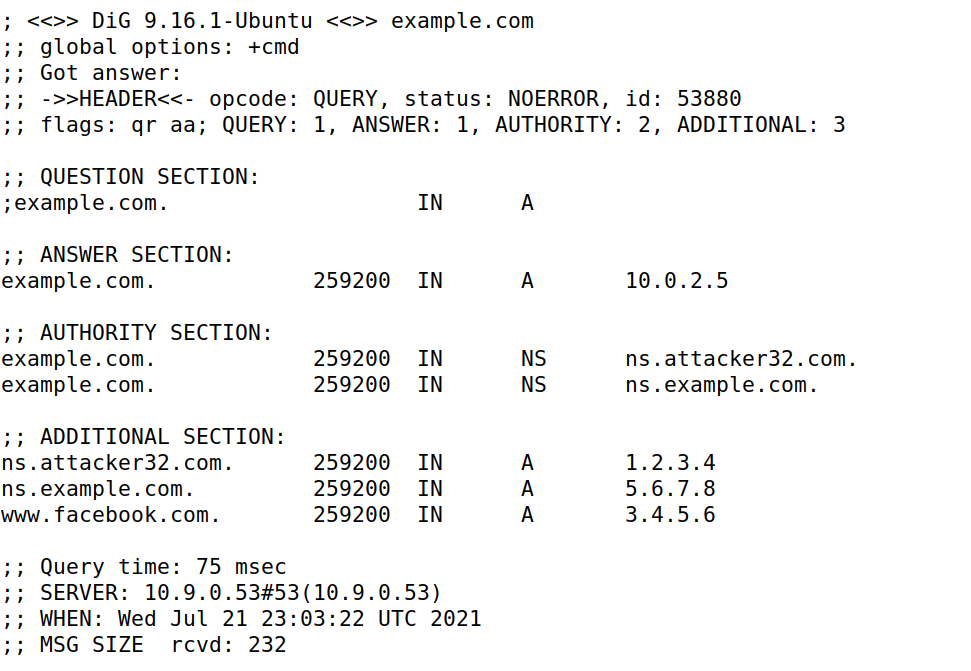 ; <<>> DiG 9.16.1-Ubuntu <<>> example.com
;; global options: +cmd
;; Got answer:
;; ->>HEADER<<- opcode: QUERY, status: NOERROR, id: 53880
;; flags: qr aa; QUERY: 1, ANSWER: 1, AUTHORITY: 2, ADDITIONAL: 3

;; QUESTION SECTION:
;example.com.                   IN      A

;; ANSWER SECTION:
example.com.            259200  IN      A       10.0.2.5

;; AUTHORITY SECTION:
example.com.            259200  IN      NS      ns.attacker32.com.
example.com.            259200  IN      NS      ns.example.com.

;; ADDITIONAL SECTION:
ns.attacker32.com.      259200  IN      A       1.2.3.4
ns.example.com.         259200  IN      A       5.6.7.8
www.facebook.com.       259200  IN      A       3.4.5.6

;; Query time: 75 msec
;; SERVER: 10.9.0.53#53(10.9.0.53)
;; WHEN: Wed Jul 21 23:03:22 UTC 2021
;; MSG SIZE  rcvd: 232